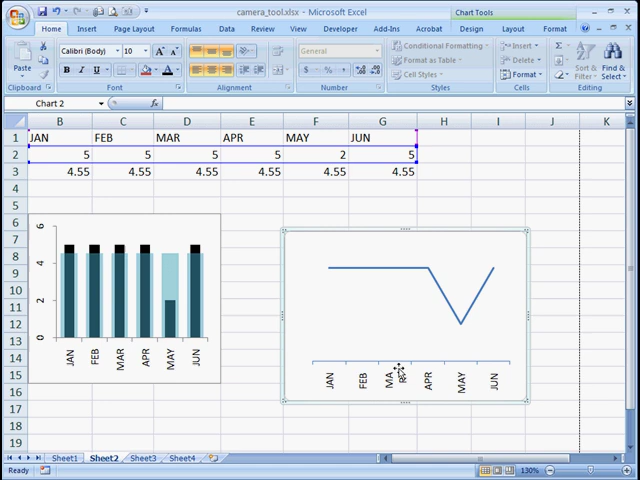 camera_tool.xlsx - Microsoft Excel
Chart Tools
Home Insert Page Layout Formulas Data Review View Developer Add-Ins Acrobat Design Layout Format
Paste
Calibri (Body) 10
B I U
General
$ % ,
Conditional Formatting
Format as Table
Cell Styles
Insert
Delete
Format
Sort & Filter
Find & Select
Clipboard Font Alignment Number Styles Cells Editing
Chart 2 fx
B C D E F G H I J K
1 JAN FEB MAR APR MAY JUN
2 5 5 5 5 2 5
3 4.55 4.55 4.55 4.55 4.55 4.55
4
5
6
7
8
9
10
11
12
13
14
15
16
17
18
19
6
4
2
0
JAN FEB MAR APR MAY JUN
JAN FEB MA R APR MAY JUN
Sheet1 Sheet2 Sheet3 Sheet4
Ready 130%